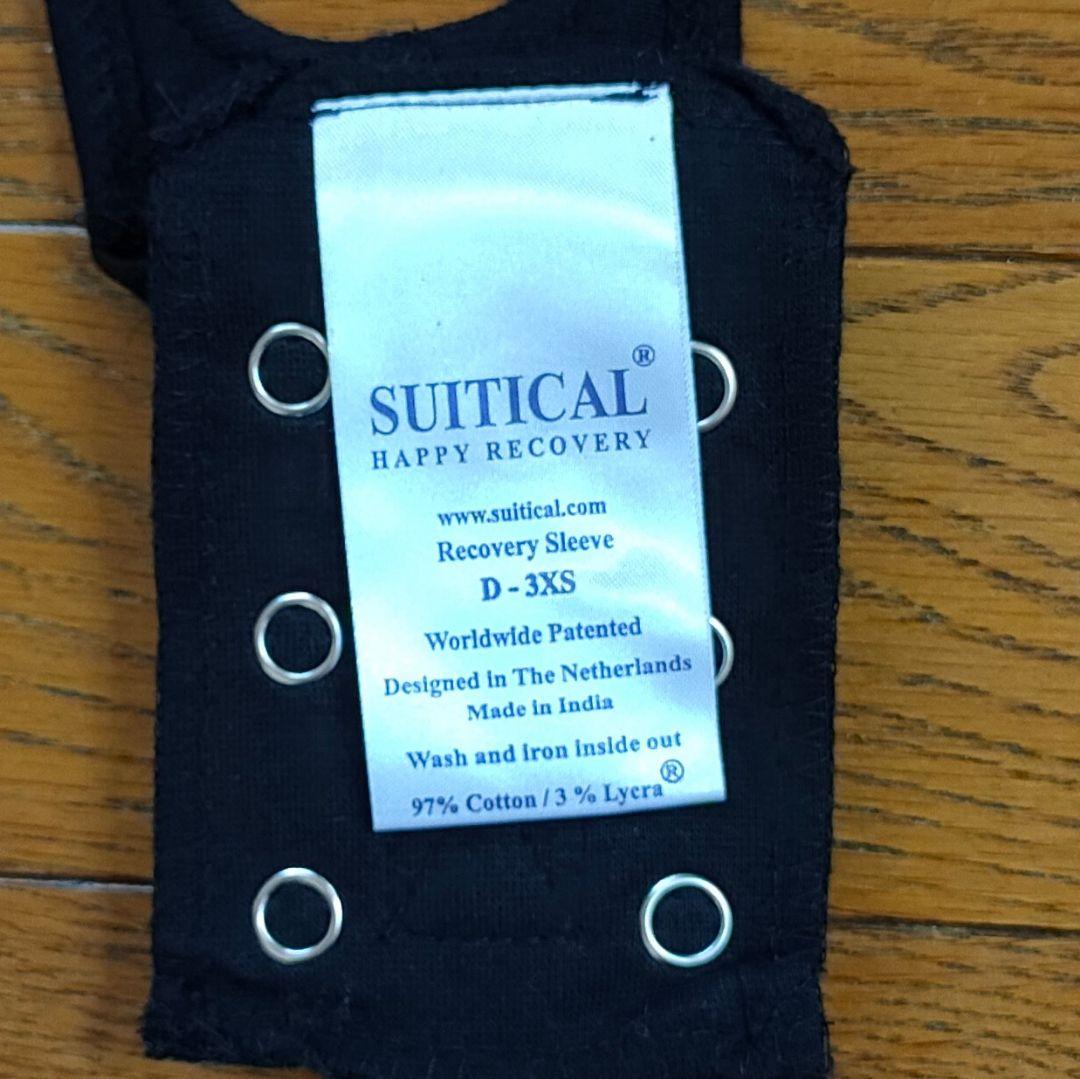 SUITICAL®
HAPPY RECOVERY
www.suitical.com
Recovery Sleeve
D - 3XS
Worldwide Patented
Designed in The Netherlands
Made in India
Wash and iron inside out
97% Cotton / 3 % Lycra®